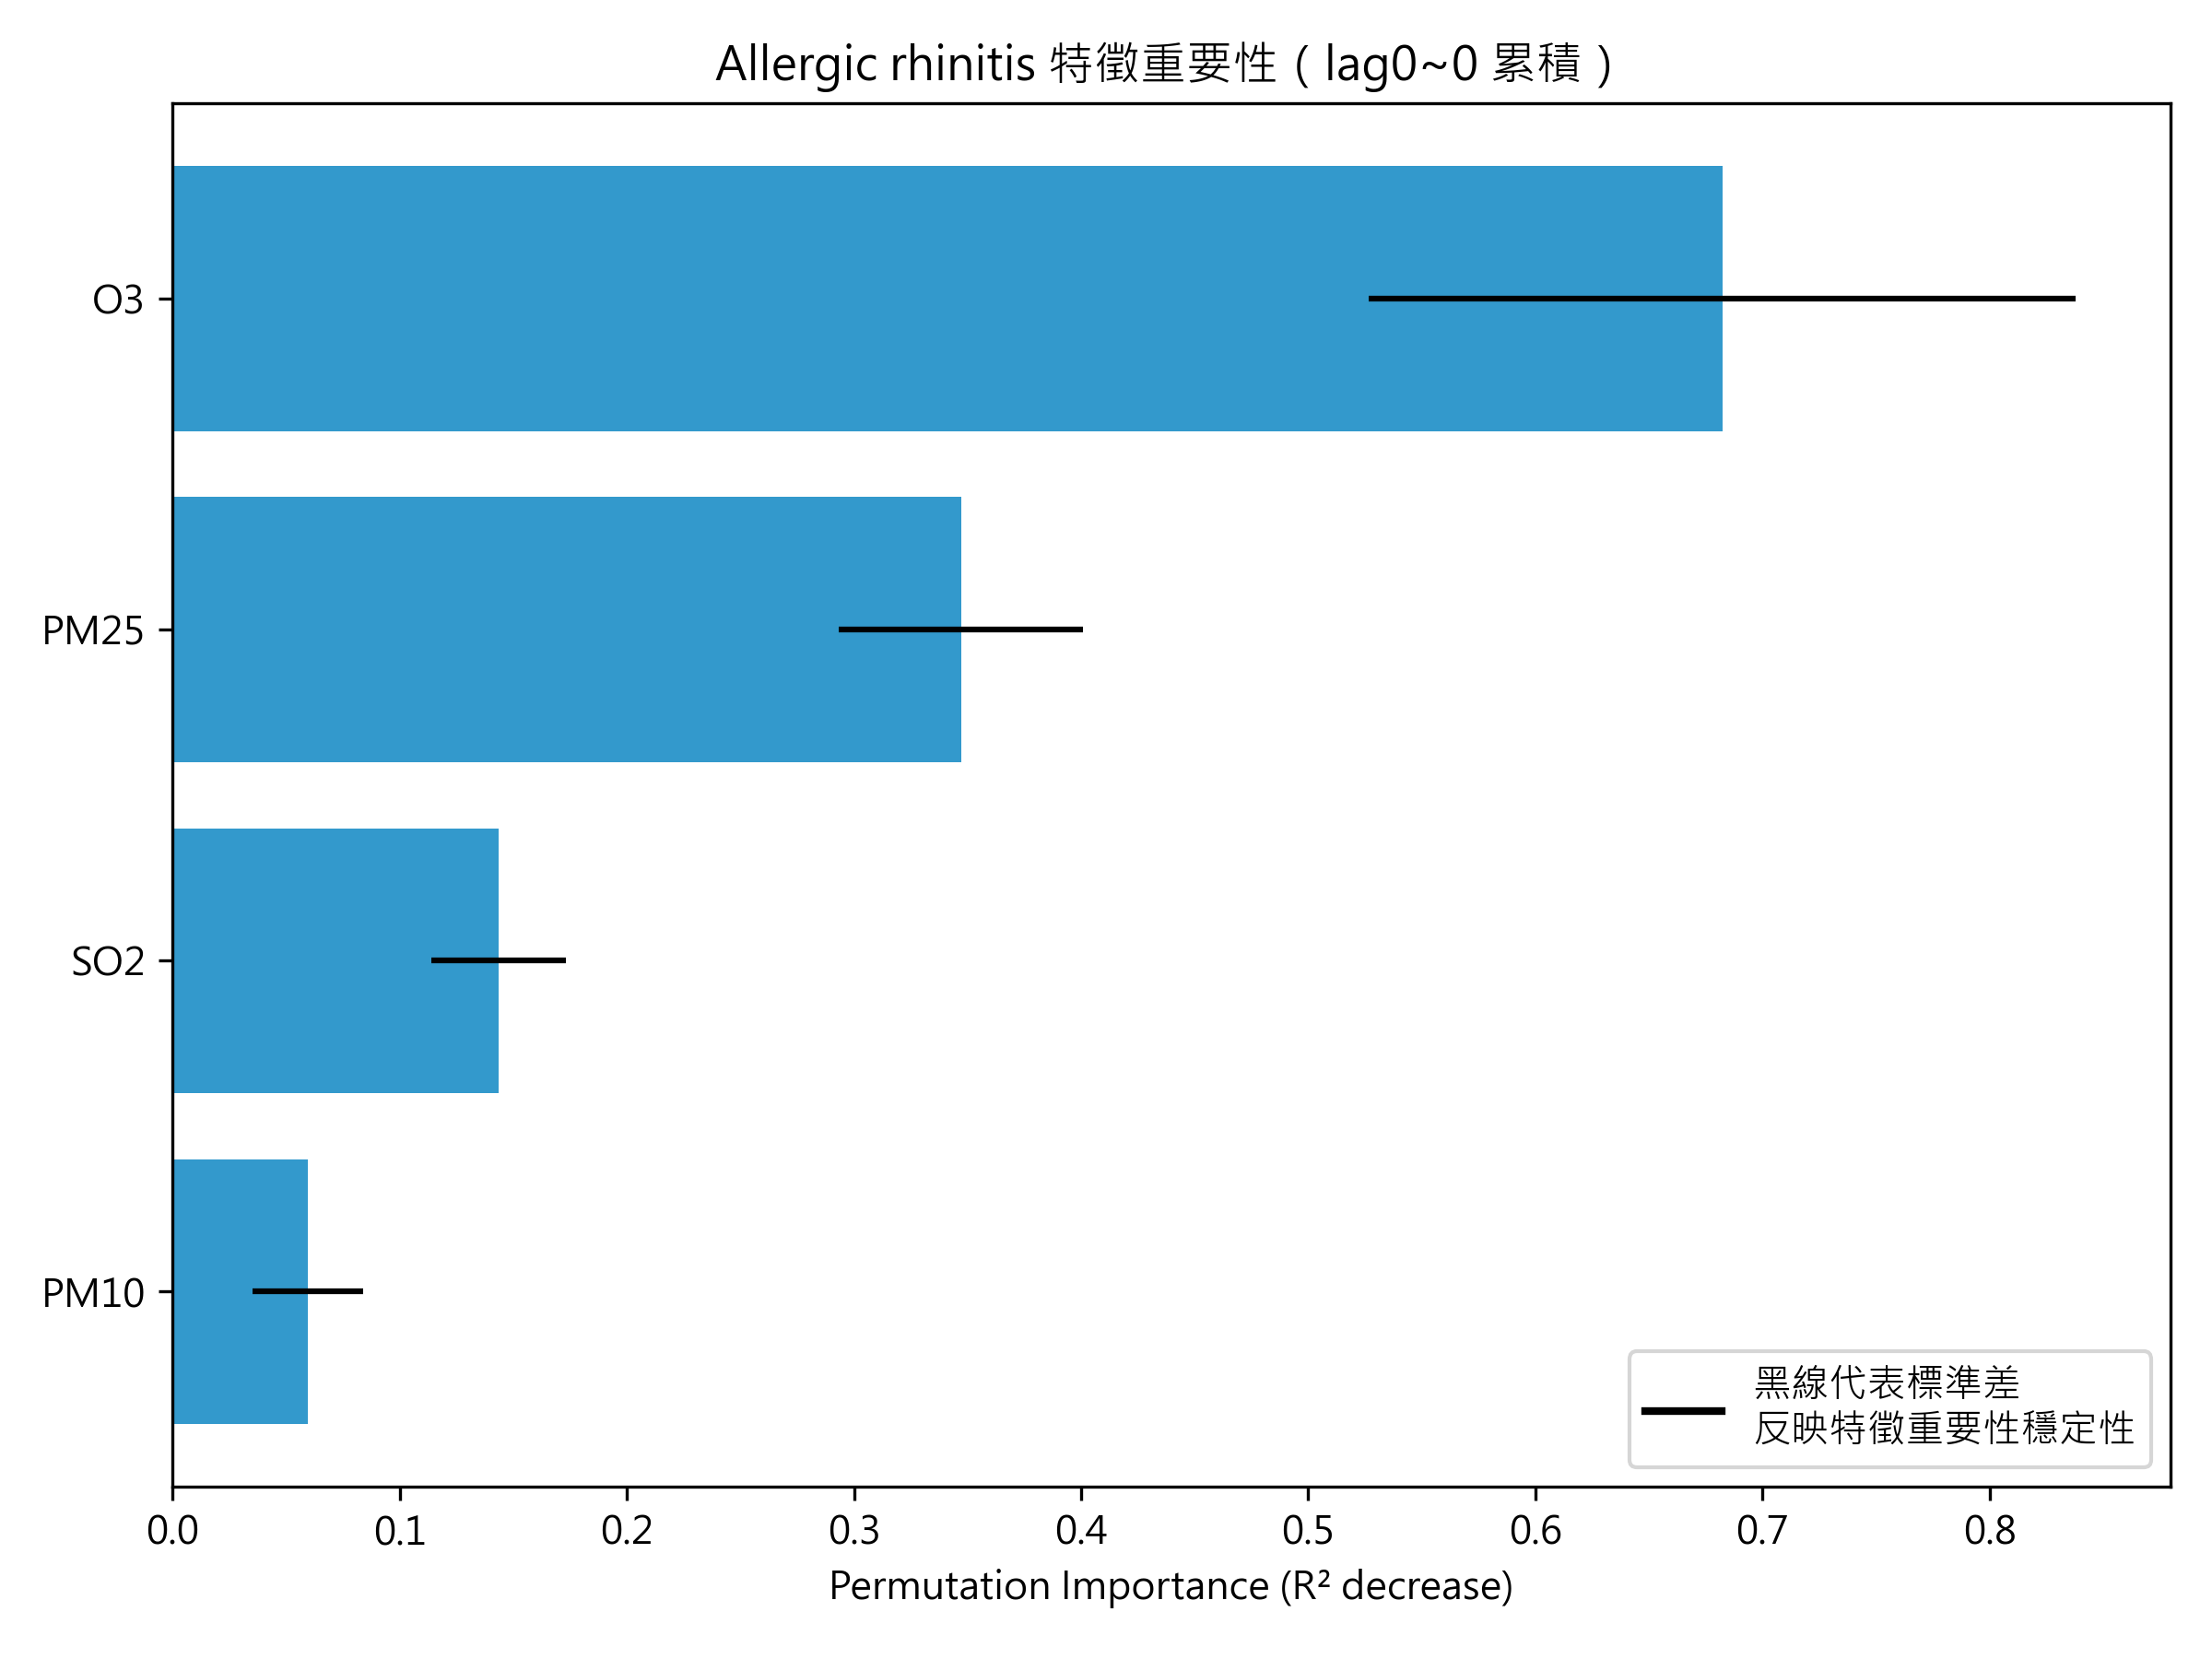 Allergic rhinitis 特徵重要性（lag0~0 累積）
O3
PM25
SO2
PM10
黑線代表標準差
反映特徵重要性穩定性
0.0 0.1 0.2 0.3 0.4 0.5 0.6 0.7 0.8
Permutation Importance (R² decrease)